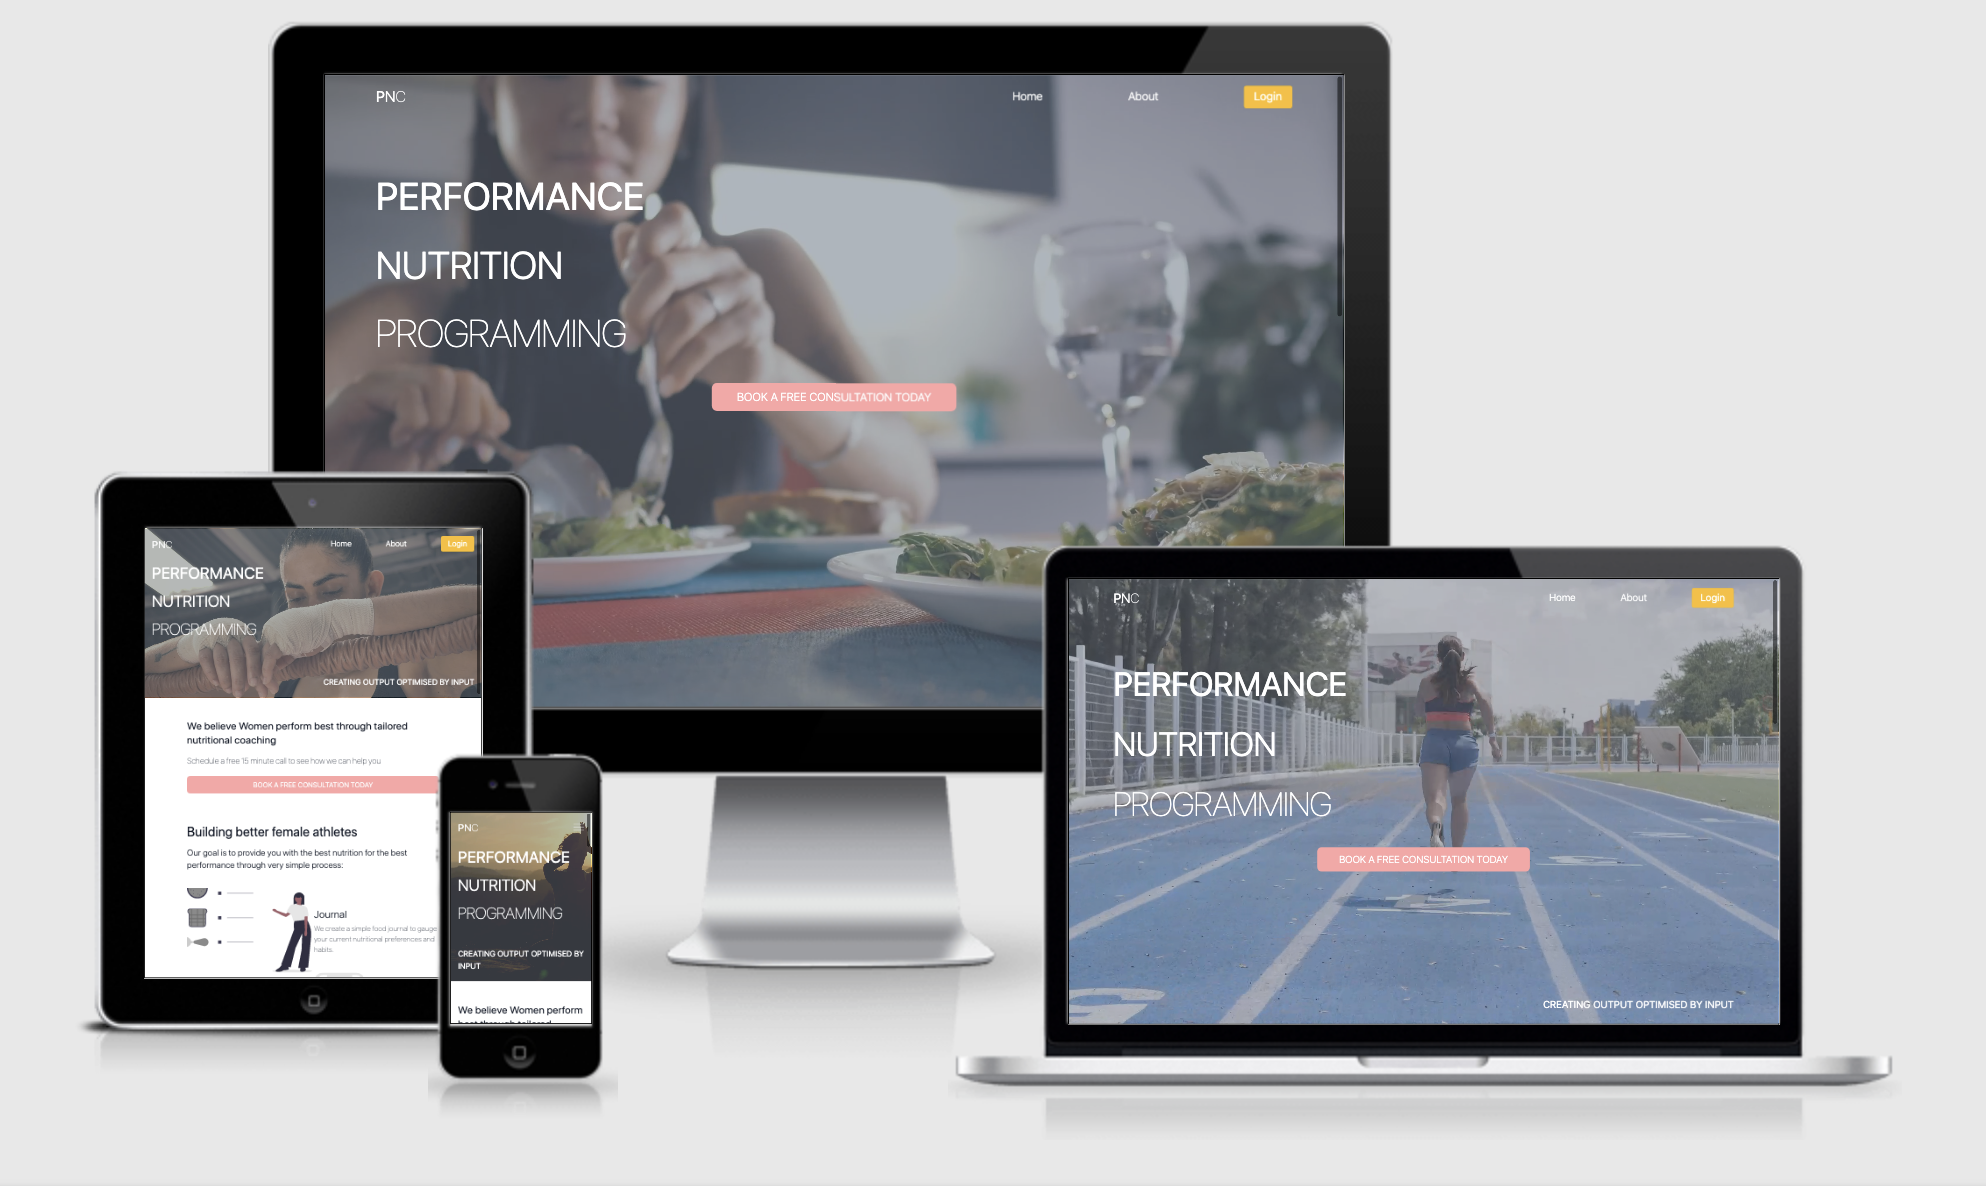 PNC
Home
About
Login
PERFORMANCE
NUTRITION
PROGRAMMING
BOOK A FREE CONSULTATION TODAY
PNC
Home
About
Login
PERFORMANCE
NUTRITION
PROGRAMMING
CREATING OUTPUT OPTIMISED BY INPUT
We believe Women perform best through tailored
nutritional coaching
Schedule a free 15 minute call to see how we can help you
BOOK A FREE CONSULTATION TODAY
Building better female athletes
Our goal is to provide you with the best nutrition for the best
performance through very simple process:
Journal
We create a simple food journal to gauge
your current nutritional preferences and
habits.
PNC
PERFORMANCE
NUTRITION
PROGRAMMING
CREATING OUTPUT OPTIMISED BY
INPUT
We believe Women perform
best through tailored
PNC
Home
About
Login
PERFORMANCE
NUTRITION
PROGRAMMING
BOOK A FREE CONSULTATION TODAY
CREATING OUTPUT OPTIMISED BY INPUT